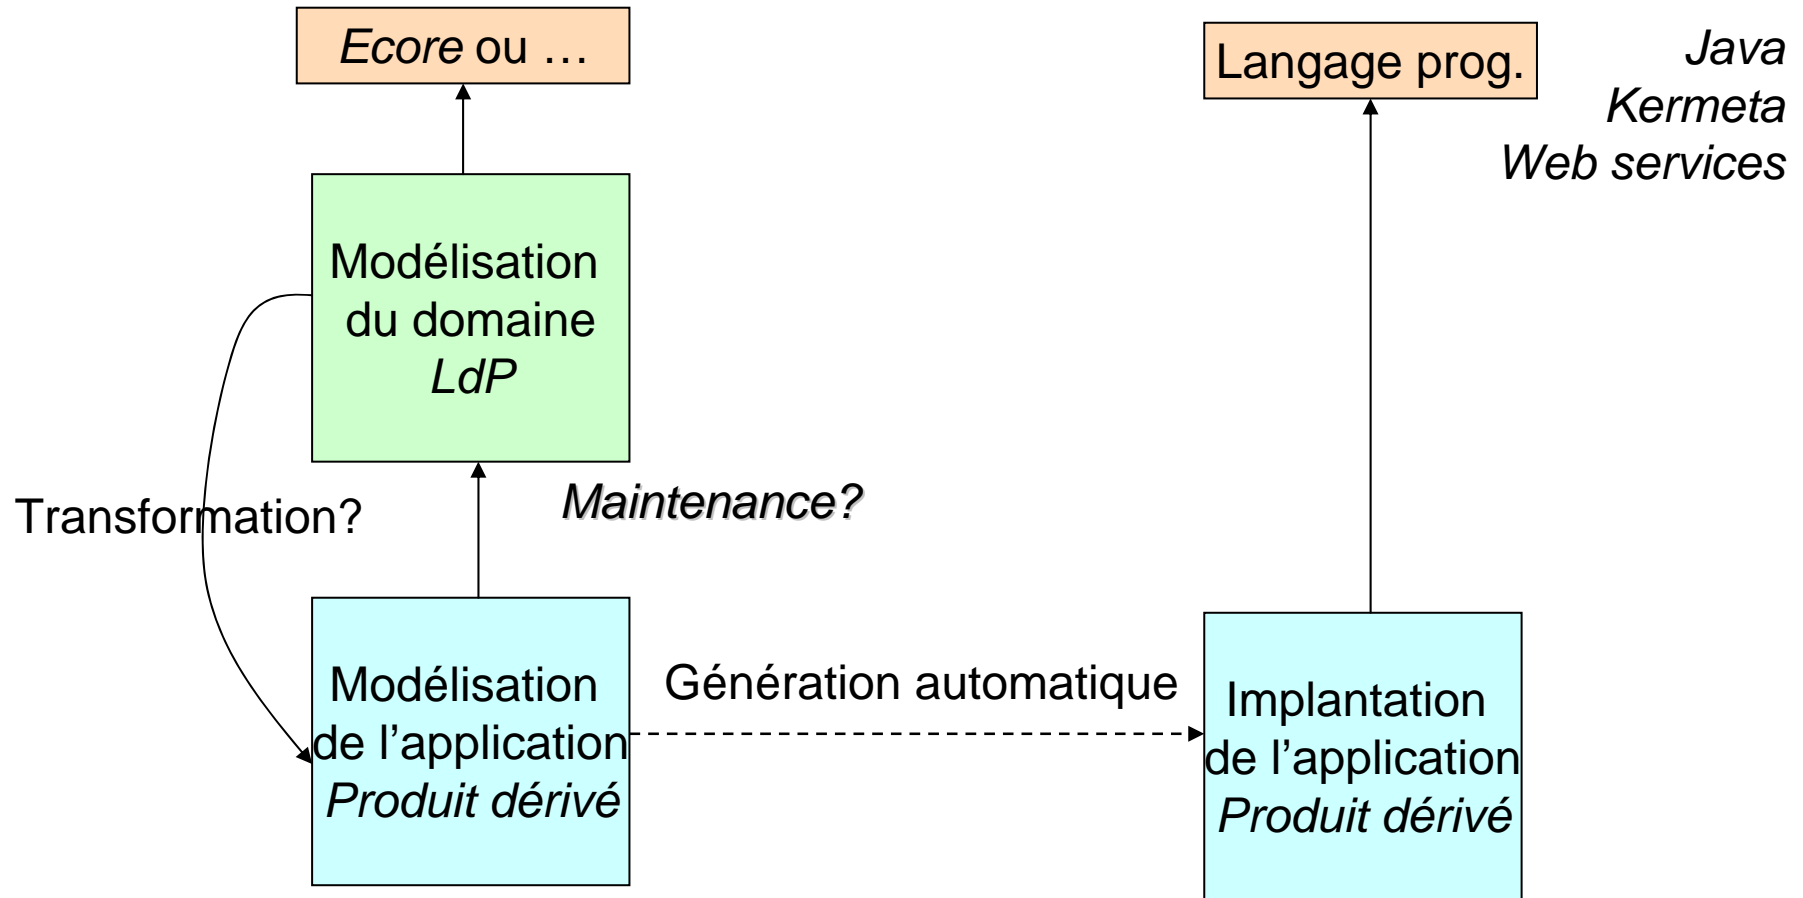 Ecore ou …
Langage prog.
Java
Kermeta
Web services
Modélisation
du domaine
LdP
Transformation?
Maintenance?
Modélisation
de l’application
Produit dérivé
Génération automatique
Implantation
de l’application
Produit dérivé